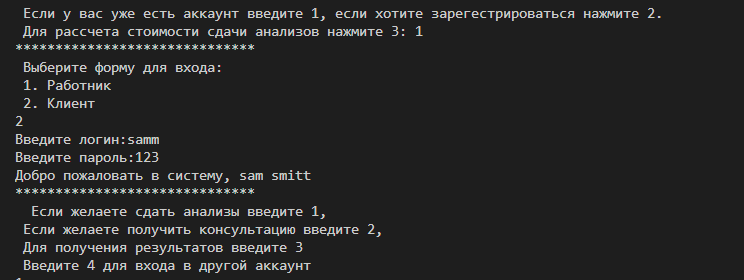 Если у вас уже есть аккаунт введите 1, если хотите зарегестрироваться нажмите 2.
Для рассчета стоимости сдачи анализов нажмите 3: 1
******************************
Выберите форму для входа:
1. Работник
2. Клиент
2
Введите логин:samm
Введите пароль:123
Добро пожаловать в систему, sam smitt
******************************
Если желаете сдать анализы введите 1,
Если желаете получить консультацию введите 2,
Для получения результатов введите 3
Введите 4 для входа в другой аккаунт